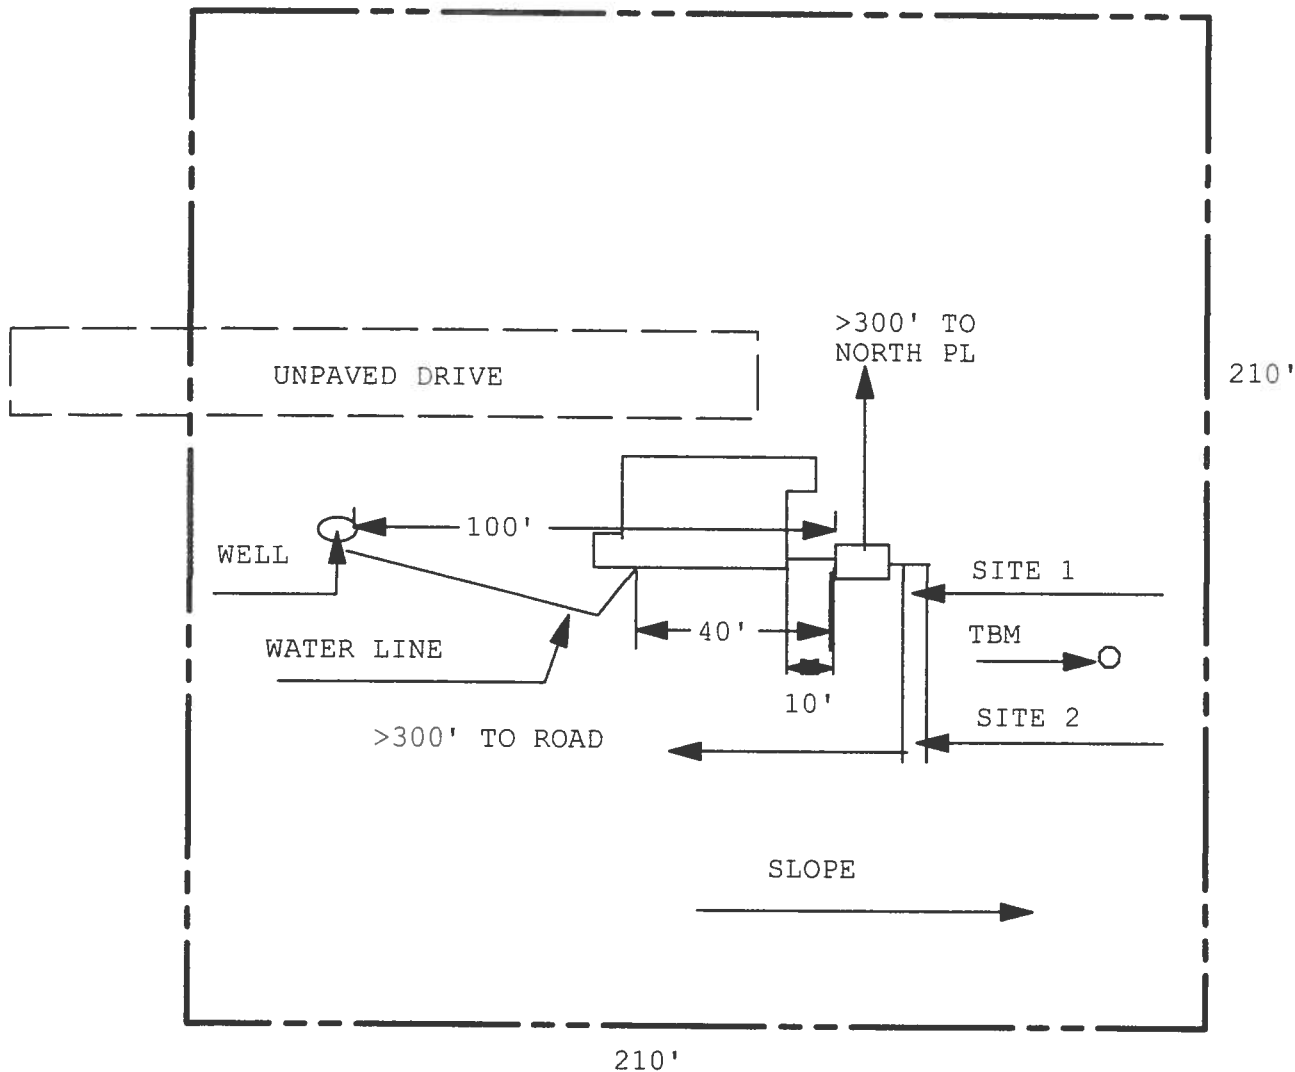 >300' TO
NORTH PL
UNPAVED DRIVE
210'
100'
WELL
SITE 1
40'
TBM
WATER LINE
10'
SITE 2
>300' TO ROAD
SLOPE
210'